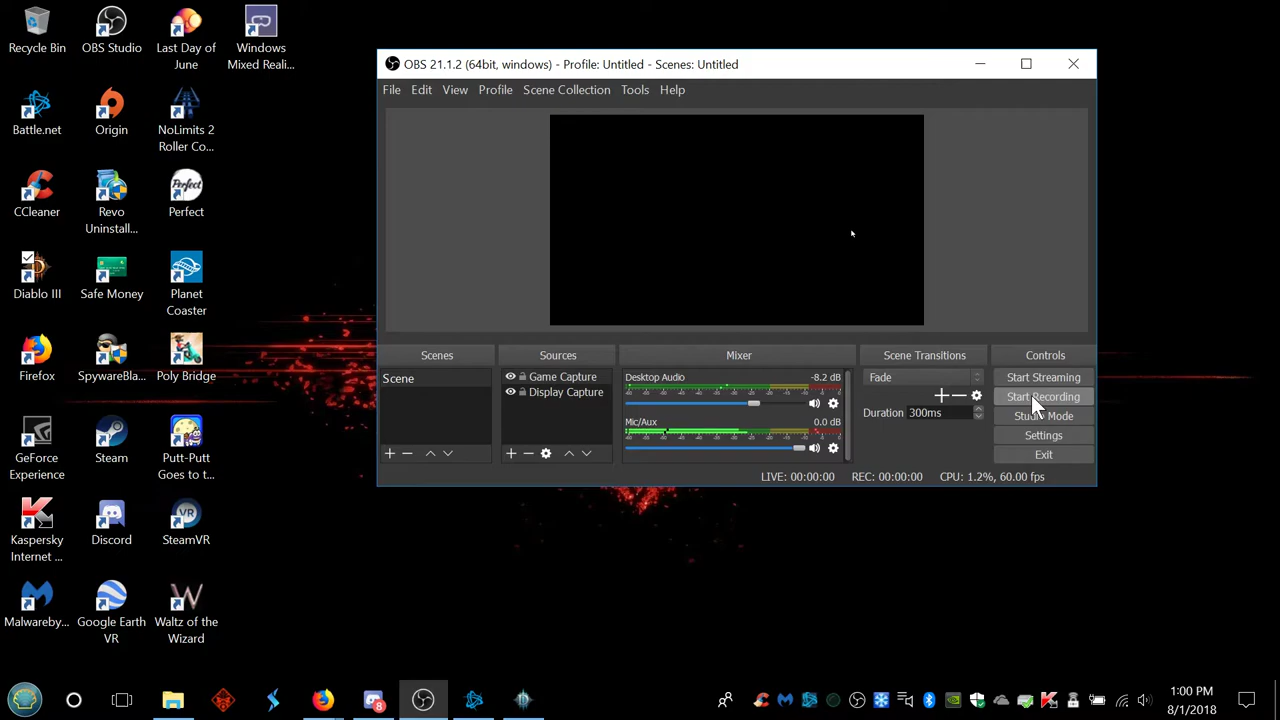 Recycle Bin
OBS Studio
Last Day of
June
Windows
Mixed Reali...
Battle.net
Origin
NoLimits 2
Roller Co...
CCleaner
Revo
Uninstall...
Perfect
Perfect
Diablo III
Safe Money
Planet
Coaster
Firefox
SpywareBla...
Poly Bridge
GeForce
Experience
Steam
Putt-Putt
Goes to t...
Kaspersky
Internet ...
Discord
VR
SteamVR
Malwareby...
Google Earth
VR
Waltz of the
Wizard
OBS 21.1.2 (64bit, windows) - Profile: Untitled - Scenes: Untitled
File Edit View Profile Scene Collection Tools Help
Scenes
Sources
Mixer
Scene Transitions
Controls
Scene
Game Capture
Display Capture
Desktop Audio -8.2 dB
Mic/Aux 0.0 dB
Fade
Duration 300ms
Start Streaming
Start Recording
Studio Mode
Settings
Exit
LIVE: 00:00:00 REC: 00:00:00 CPU: 1.2%, 60.00 fps
8
1:00 PM
8/1/2018